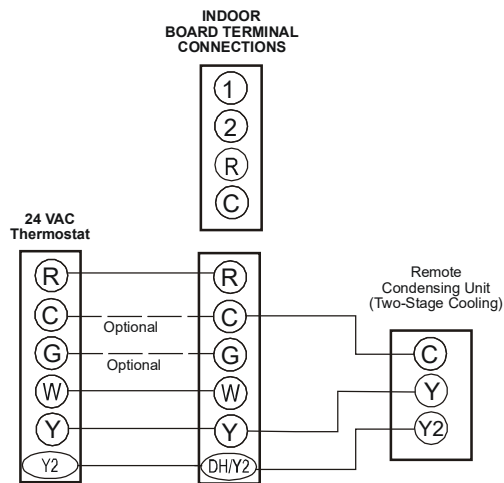 INDOOR
BOARD TERMINAL
CONNECTIONS
1
2
R
C
24 VAC
Thermostat
R
C
G
W
Y
Y2
Optional
Optional
R
C
G
W
Y
DH/Y2
Remote
Condensing Unit
(Two-Stage Cooling)
C
Y
Y2